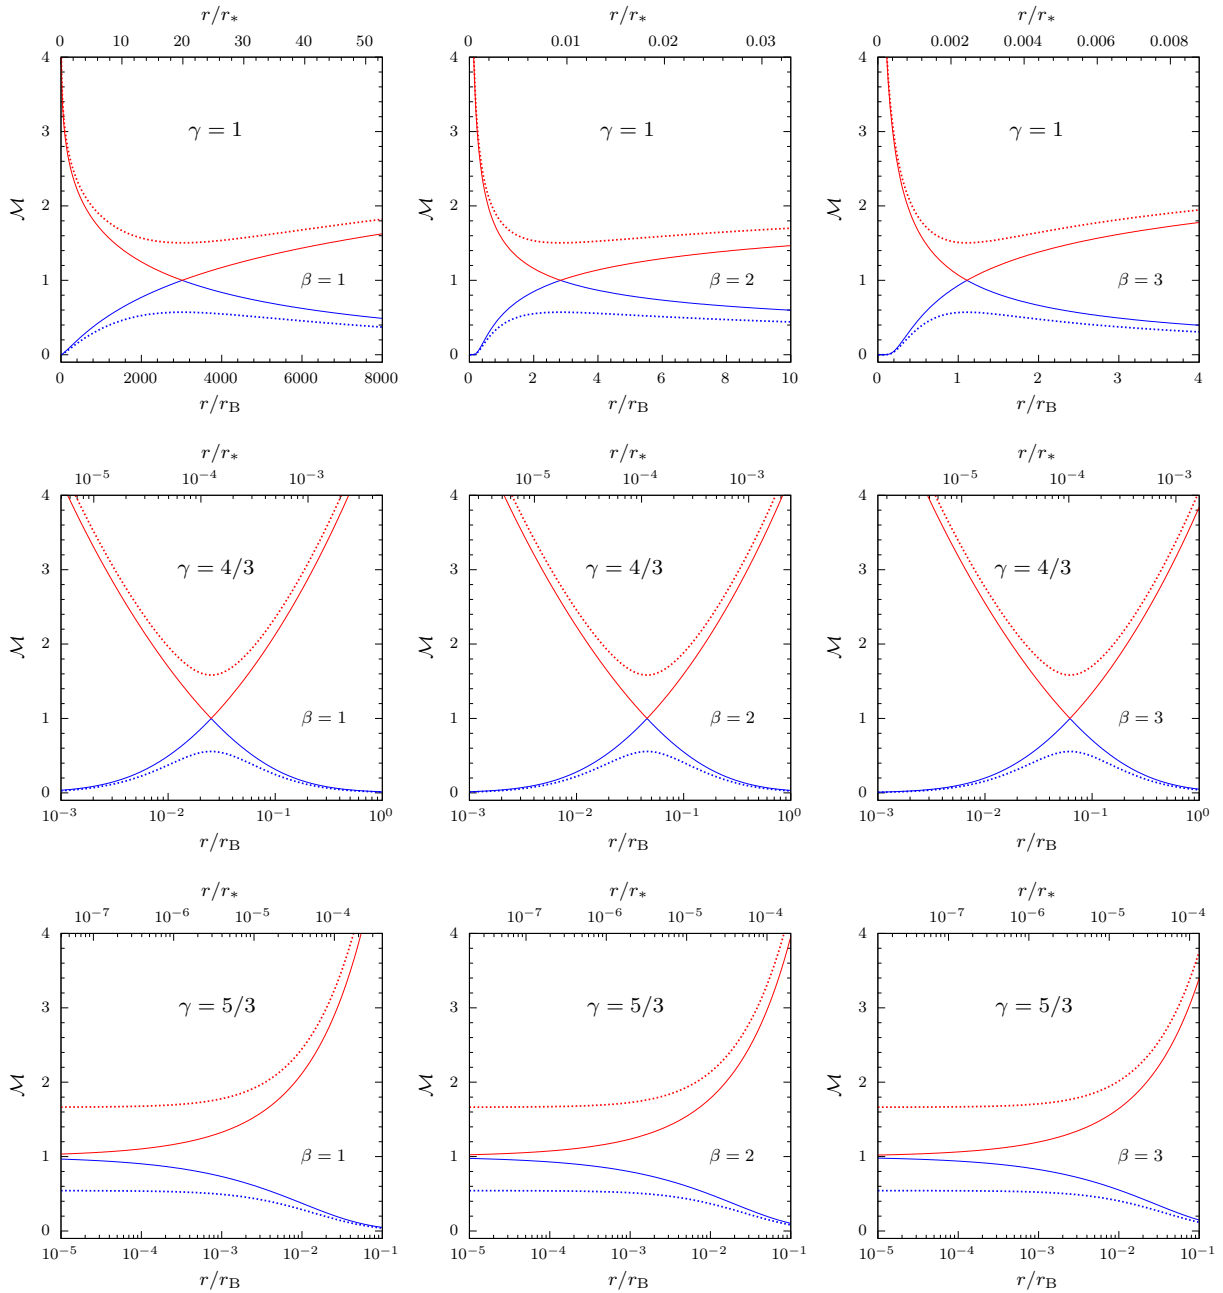 r/r∗ r/r∗ r/r∗
0 10 20 30 40 50 0 0.01 0.02 0.03 0 0.002 0.004 0.006 0.008
4 4 4
γ = 1 γ = 1 γ = 1
3 3 3
ℳ 2 ℳ 2 ℳ 2
1 β = 1 1 β = 2 1 β = 3
0 0 0
0 2000 4000 6000 8000 0 2 4 6 8 10 0 1 2 3 4
r/r_B r/r_B r/r_B
r/r∗ r/r∗ r/r∗
10⁻⁵ 10⁻⁴ 10⁻³ 10⁻⁵ 10⁻⁴ 10⁻³ 10⁻⁵ 10⁻⁴ 10⁻³
4 4 4
γ = 4/3 γ = 4/3 γ = 4/3
3 3 3
ℳ 2 ℳ 2 ℳ 2
1 β = 1 1 β = 2 1 β = 3
0 0 0
10⁻³ 10⁻² 10⁻¹ 10⁰ 10⁻³ 10⁻² 10⁻¹ 10⁰ 10⁻³ 10⁻² 10⁻¹ 10⁰
r/r_B r/r_B r/r_B
r/r∗ r/r∗ r/r∗
10⁻⁷ 10⁻⁶ 10⁻⁵ 10⁻⁴ 10⁻⁷ 10⁻⁶ 10⁻⁵ 10⁻⁴ 10⁻⁷ 10⁻⁶ 10⁻⁵ 10⁻⁴
4 4 4
γ = 5/3 γ = 5/3 γ = 5/3
3 3 3
ℳ 2 ℳ 2 ℳ 2
1 β = 1 1 β = 2 1 β = 3
0 0 0
10⁻⁵ 10⁻⁴ 10⁻³ 10⁻² 10⁻¹ 10⁻⁵ 10⁻⁴ 10⁻³ 10⁻² 10⁻¹ 10⁻⁵ 10⁻⁴ 10⁻³ 10⁻² 10⁻¹
r/r_B r/r_B r/r_B